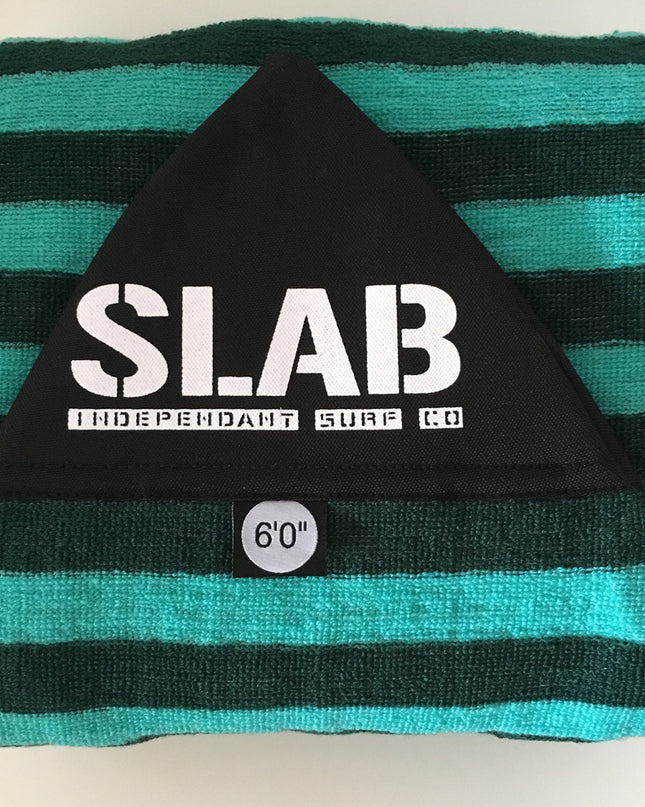 SLAB
INDEPENDANT SURF CO
6'0"